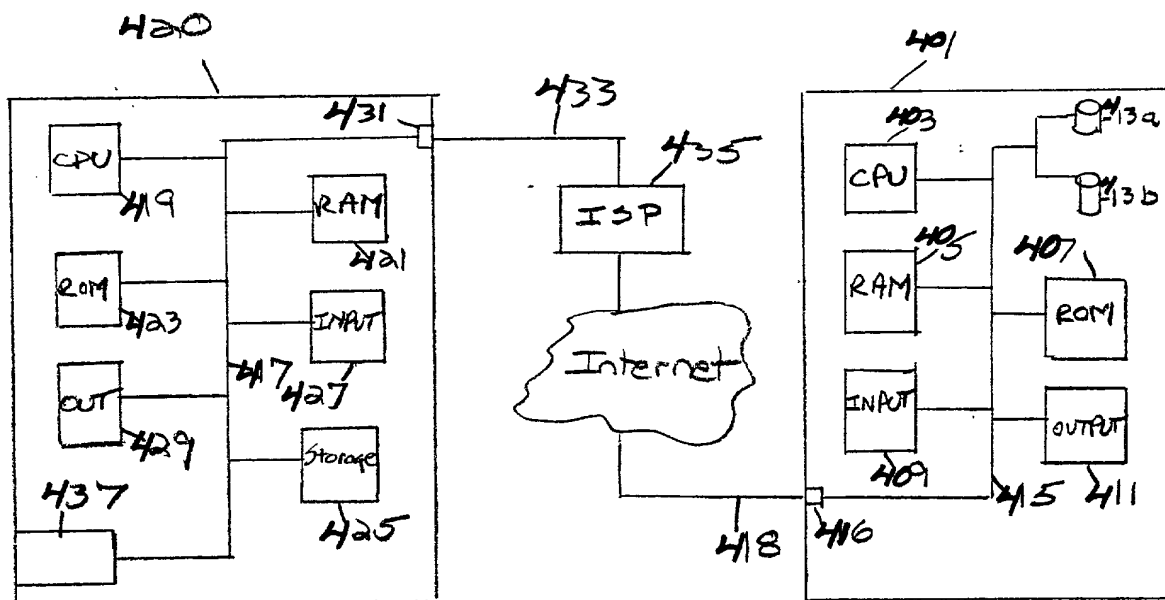 420
401
431
433
403
413a
CPU
419
435
CPU
413b
RAM
421
ISP
405
407
ROM
423
INPUT
427
417
RAM
ROM
Internet
OUT
429
INPUT
409
OUTPUT
411
Storage
425
415
437
418
416